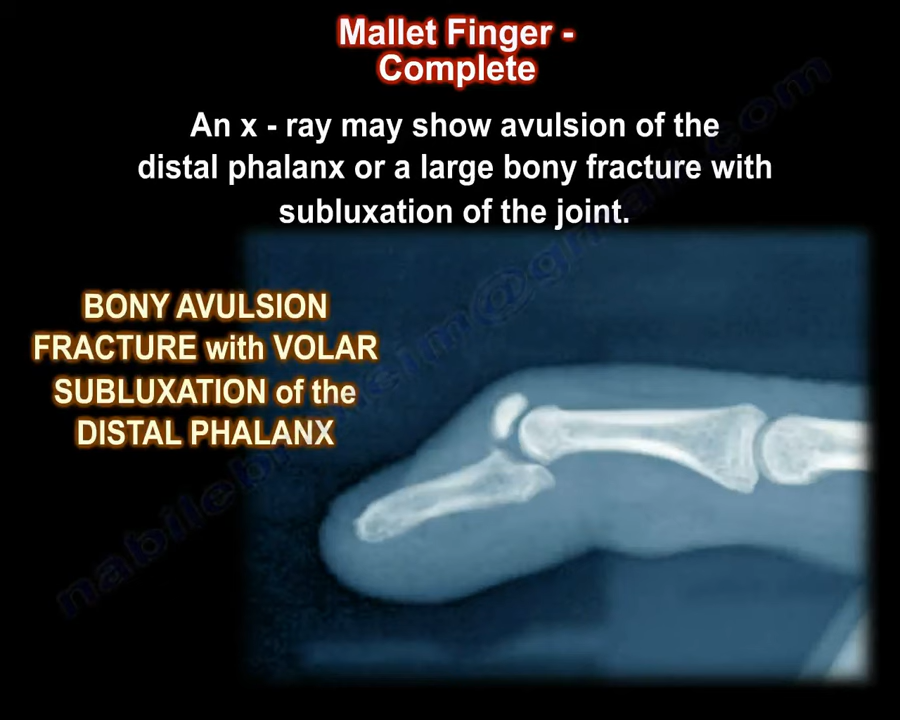 Mallet Finger -
Complete
An x - ray may show avulsion of the
distal phalanx or a large bony fracture with
subluxation of the joint.
BONY AVULSION
FRACTURE with VOLAR
SUBLUXATION of the
DISTAL PHALANX